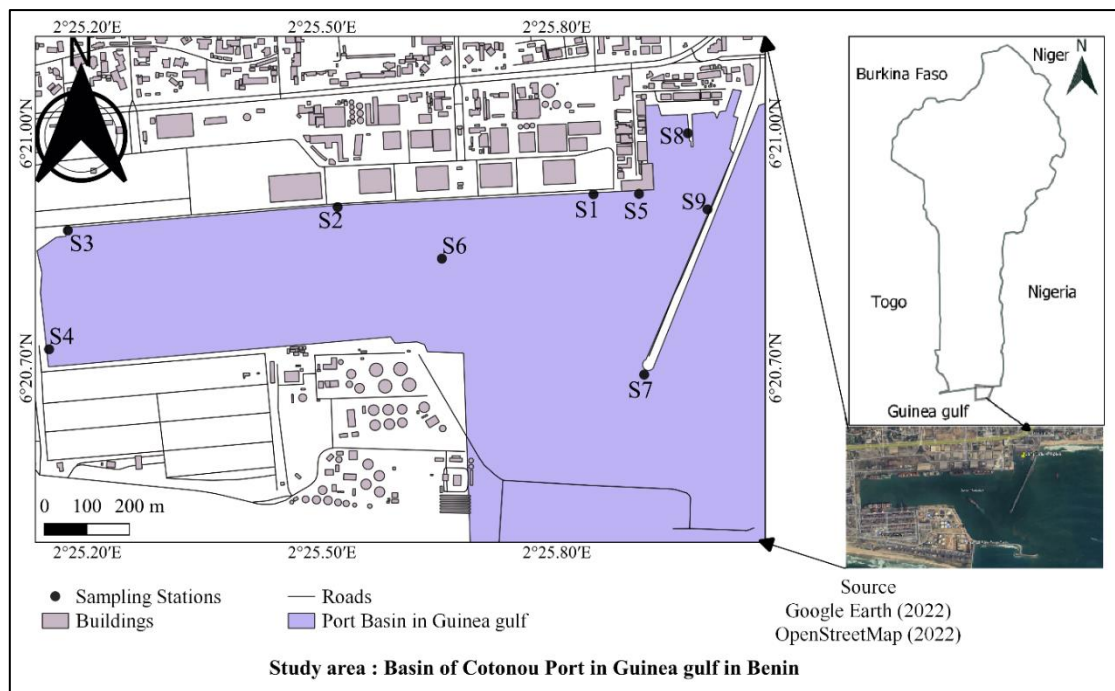 2°25.20'E 2°25.50'E 2°25.80'E
N
6°21.00'N
6°21.00'N
S8
S1
S5
S2
S9
S3
S6
S4
S7
6°20.70'N
6°20.70'N
0 100 200 m
2°25.20'E 2°25.50'E 2°25.80'E
N
Niger
Burkina Faso
Togo
Nigeria
Guinea gulf
Sampling Stations
Roads
Buildings
Port Basin in Guinea gulf
Source
Google Earth (2022)
OpenStreetMap (2022)
Study area : Basin of Cotonou Port in Guinea gulf in Benin